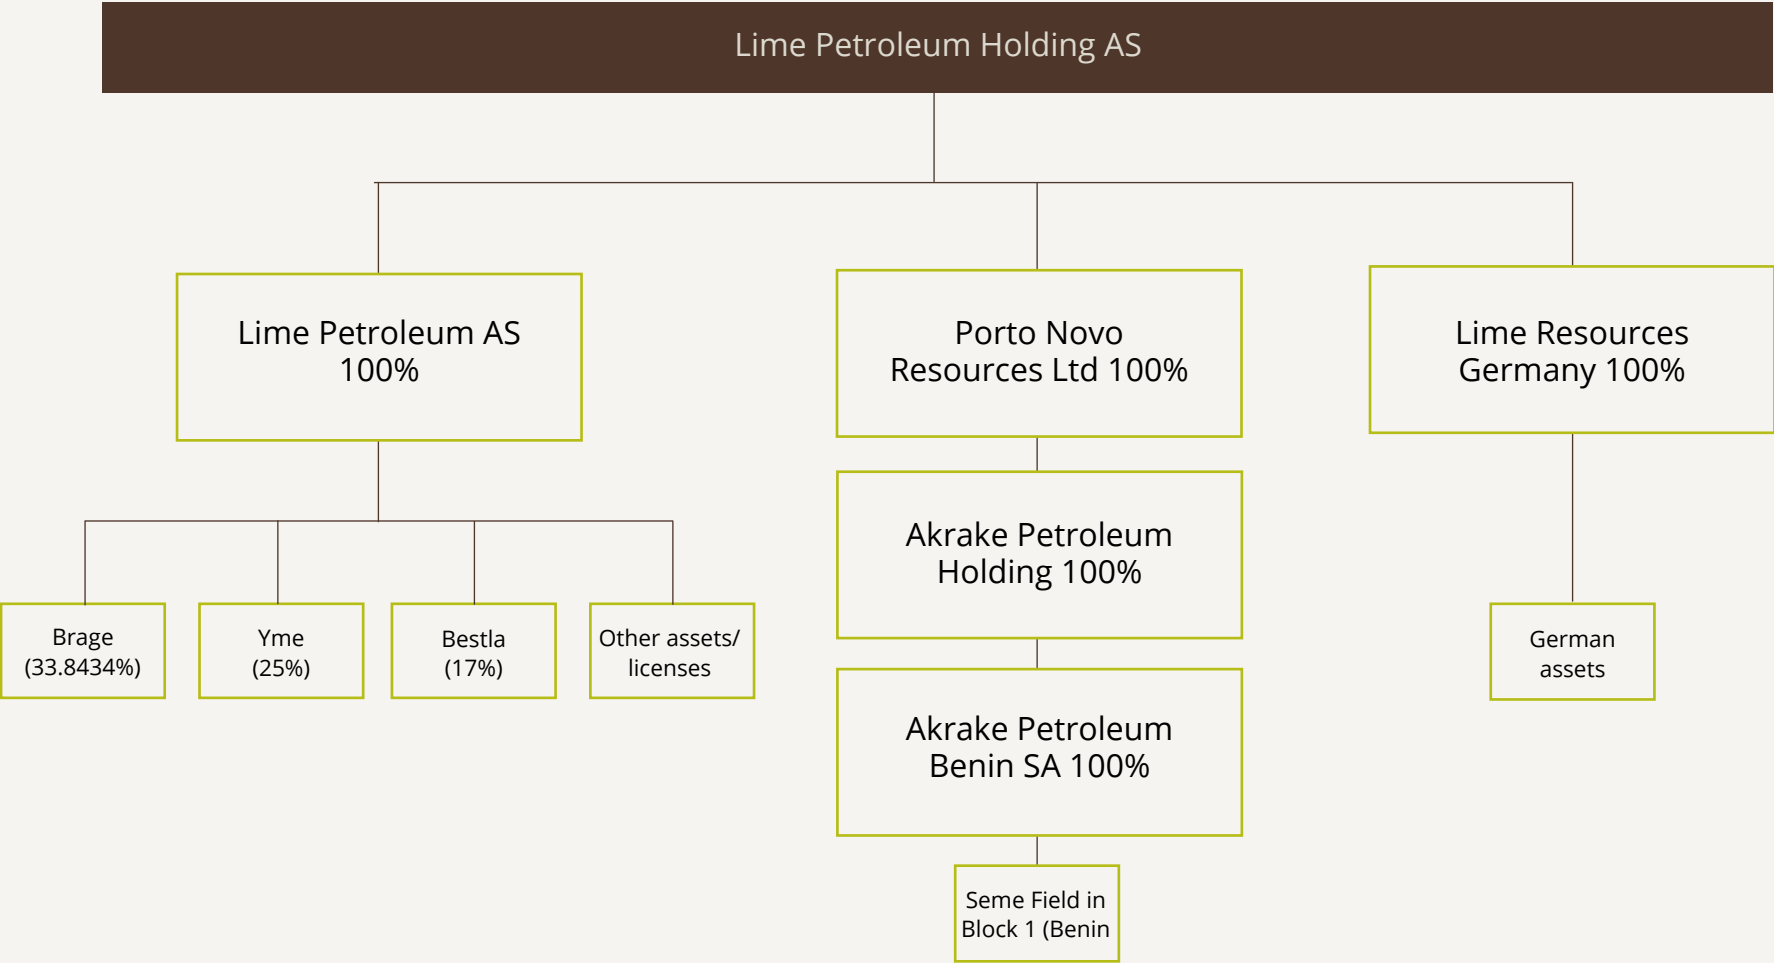 Lime Petroleum Holding AS
Lime Petroleum AS
100%
Porto Novo
Resources Ltd 100%
Lime Resources
Germany 100%
Akrake Petroleum
Holding 100%
Brage
(33.8434%)
Yme
(25%)
Bestla
(17%)
Other assets/
licenses
German
assets
Akrake Petroleum
Benin SA 100%
Seme Field in
Block 1 (Benin